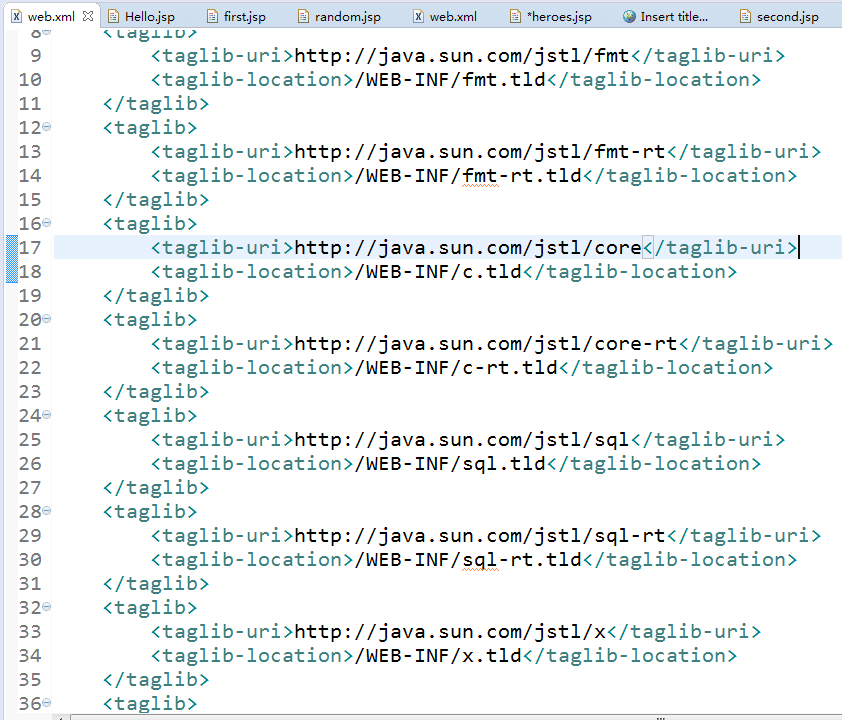 web.xml Hello.jsp first.jsp random.jsp web.xml *heroes.jsp Insert title... second.jsp
8 <taglib>
9 <taglib-uri>http://java.sun.com/jstl/fmt</taglib-uri>
10 <taglib-location>/WEB-INF/fmt.tld</taglib-location>
11 </taglib>
12 <taglib>
13 <taglib-uri>http://java.sun.com/jstl/fmt-rt</taglib-uri>
14 <taglib-location>/WEB-INF/fmt-rt.tld</taglib-location>
15 </taglib>
16 <taglib>
17 <taglib-uri>http://java.sun.com/jstl/core</taglib-uri>
18 <taglib-location>/WEB-INF/c.tld</taglib-location>
19 </taglib>
20 <taglib>
21 <taglib-uri>http://java.sun.com/jstl/core-rt</taglib-uri>
22 <taglib-location>/WEB-INF/c-rt.tld</taglib-location>
23 </taglib>
24 <taglib>
25 <taglib-uri>http://java.sun.com/jstl/sql</taglib-uri>
26 <taglib-location>/WEB-INF/sql.tld</taglib-location>
27 </taglib>
28 <taglib>
29 <taglib-uri>http://java.sun.com/jstl/sql-rt</taglib-uri>
30 <taglib-location>/WEB-INF/sql-rt.tld</taglib-location>
31 </taglib>
32 <taglib>
33 <taglib-uri>http://java.sun.com/jstl/x</taglib-uri>
34 <taglib-location>/WEB-INF/x.tld</taglib-location>
35 </taglib>
36 <taglib>